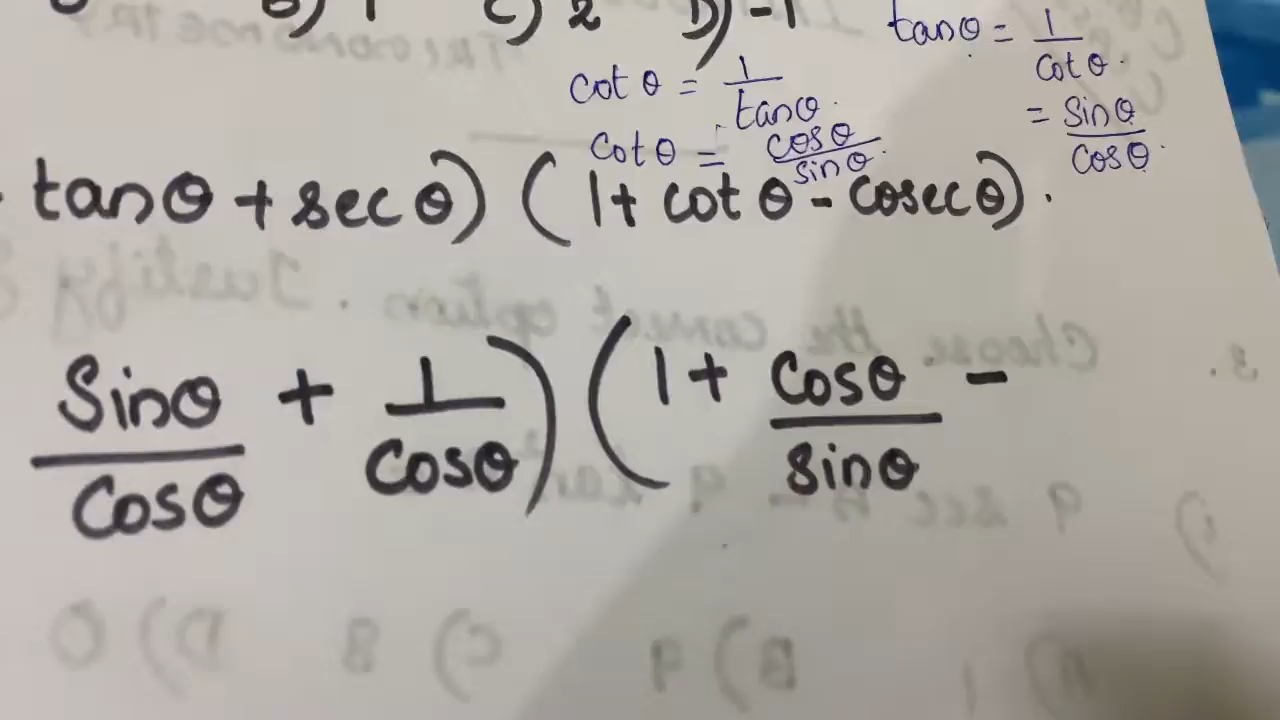 B) 1 C) 2 D) -1
tanθ = 1/cotθ.
= sinθ/cosθ.
cotθ = 1/tanθ.
cotθ = cosθ/sinθ.
tanθ + secθ) (1 + cotθ - cosecθ).
Sinθ/Cosθ + 1/Cosθ) (1 + Cosθ/Sinθ -